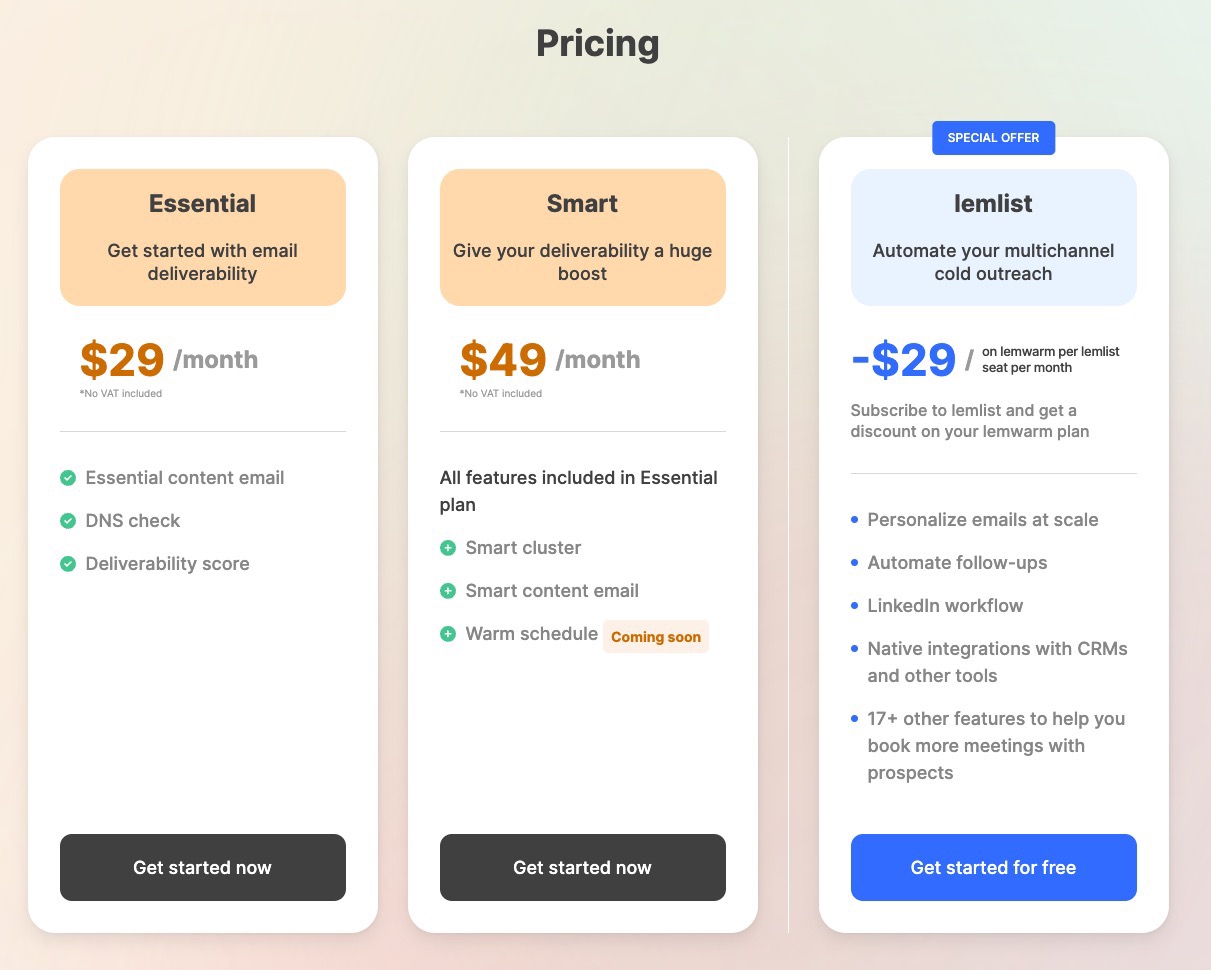 Pricing
Essential
Get started with email
deliverability
$29 /month
*No VAT included
Essential content email
DNS check
Deliverability score
Get started now
Smart
Give your deliverability a huge
boost
$49 /month
*No VAT included
All features included in Essential
plan
Smart cluster
Smart content email
Warm schedule Coming soon
Get started now
SPECIAL OFFER
lemlist
Automate your multichannel
cold outreach
-$29 / on lemwarm per lemlist
seat per month
Subscribe to lemlist and get a
discount on your lemwarm plan
Personalize emails at scale
Automate follow-ups
LinkedIn workflow
Native integrations with CRMs
and other tools
17+ other features to help you
book more meetings with
prospects
Get started for free